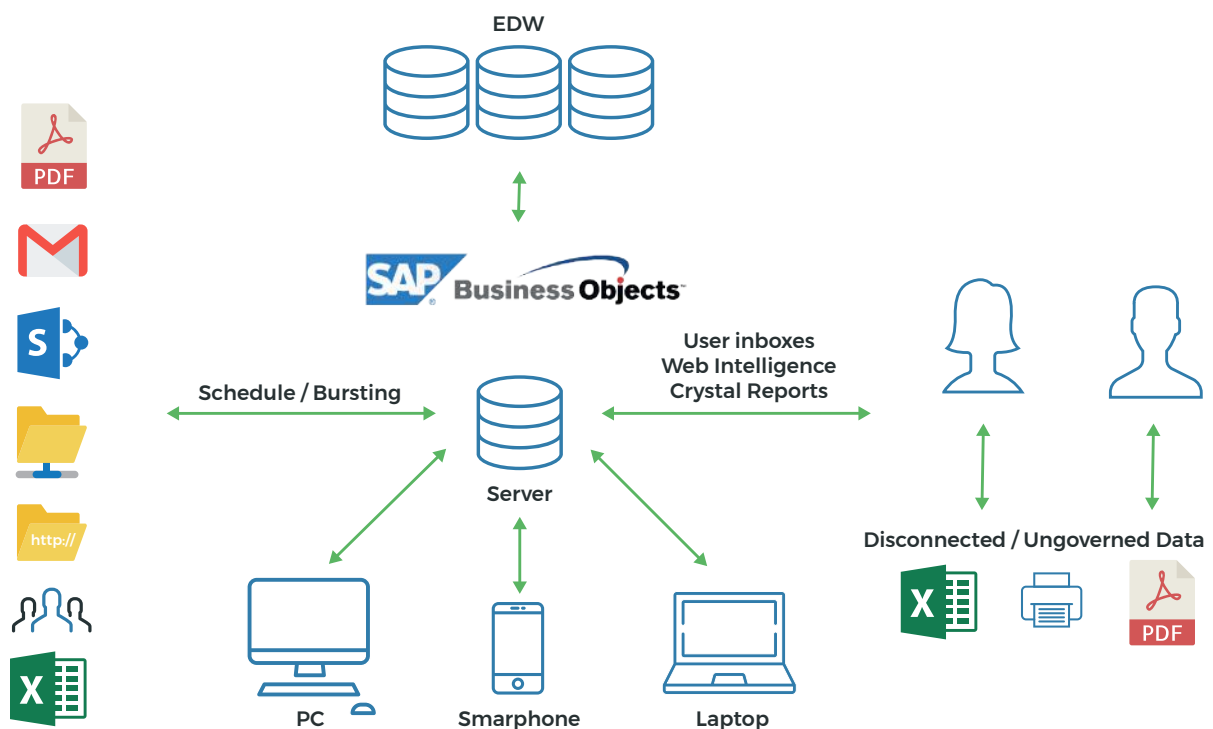 EDW
PDF
SAP
®
Business Objects™
User inboxes
Web Intelligence
Crystal Reports
Schedule / Bursting
S
Server
http://
Disconnected / Ungoverned Data
X
PDF
X
PC
Smarphone
Laptop